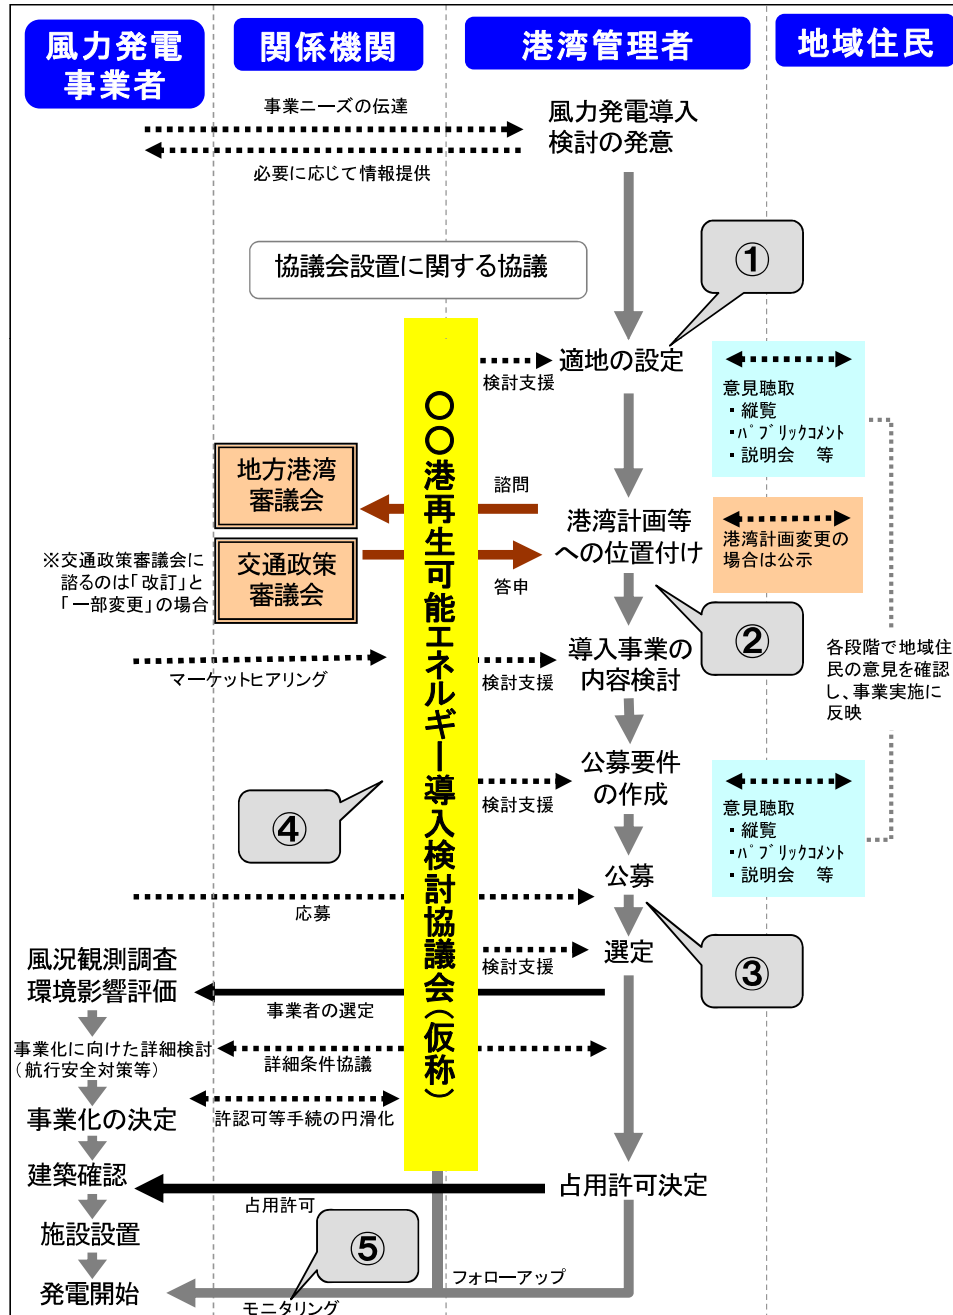 風力発電
事業者
関係機関
港湾管理者
地域住民
事業ニーズの伝達
必要に応じて情報提供
風力発電導入
検討の発意
協議会設置に関する協議
①
〇〇港再生可能エネルギー導入検討協議会(仮称)
検討支援
適地の設定
意見聴取
・縦覧
・パブリックコメント
・説明会 等
地方港湾
審議会
諮問
港湾計画等
への位置付け
港湾計画変更の
場合は公示
※交通政策審議会に
諮るのは「改訂」と
「一部変更」の場合
交通政策
審議会
答申
②
マーケットヒアリング
検討支援
導入事業の
内容検討
各段階で地域住
民の意見を確認
し、事業実施に
反映
④
検討支援
公募要件
の作成
意見聴取
・縦覧
・パブリックコメント
・説明会 等
応募
公募
③
検討支援
選定
風況観測調査
環境影響評価
事業者の選定
事業化に向けた詳細検討
(航行安全対策等)
詳細条件協議
事業化の決定
許認可等手続の円滑化
建築確認
占用許可
占用許可決定
施設設置
⑤
発電開始
モニタリング
フォローアップ